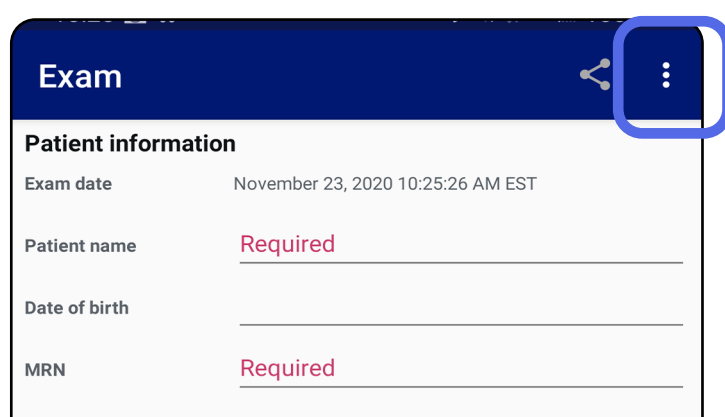 Exam
Patient information
Exam date November 23, 2020 10:25:26 AM EST
Patient name Required
Date of birth
MRN Required